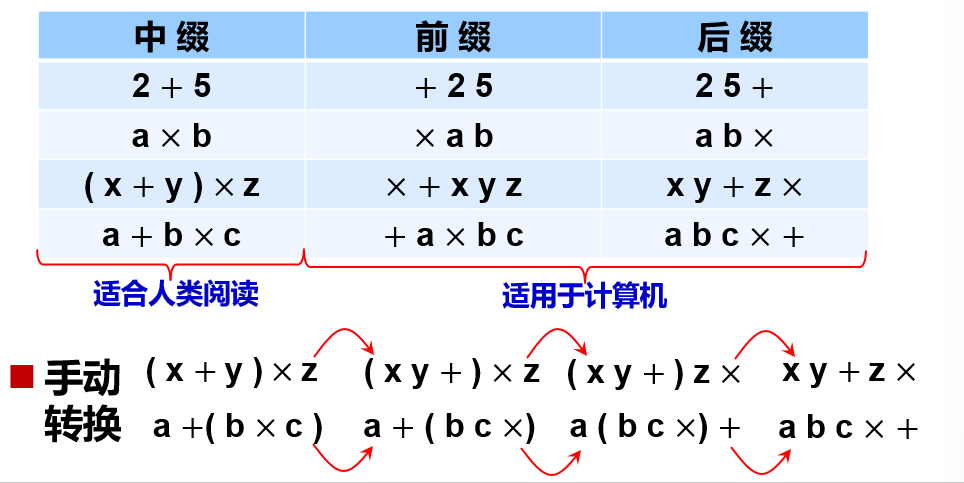 中 缀 前 缀 后 缀
2 + 5 + 2 5 2 5 +
a × b × a b a b ×
( x + y ) × z × + x y z x y + z ×
a + b × c + a × b c a b c × +
适合人类阅读 适用于计算机
手动 ( x + y ) × z ( x y + ) × z ( x y + ) z × x y + z ×
转换 a +( b × c ) a + ( b c ×) a ( b c ×) + a b c × +